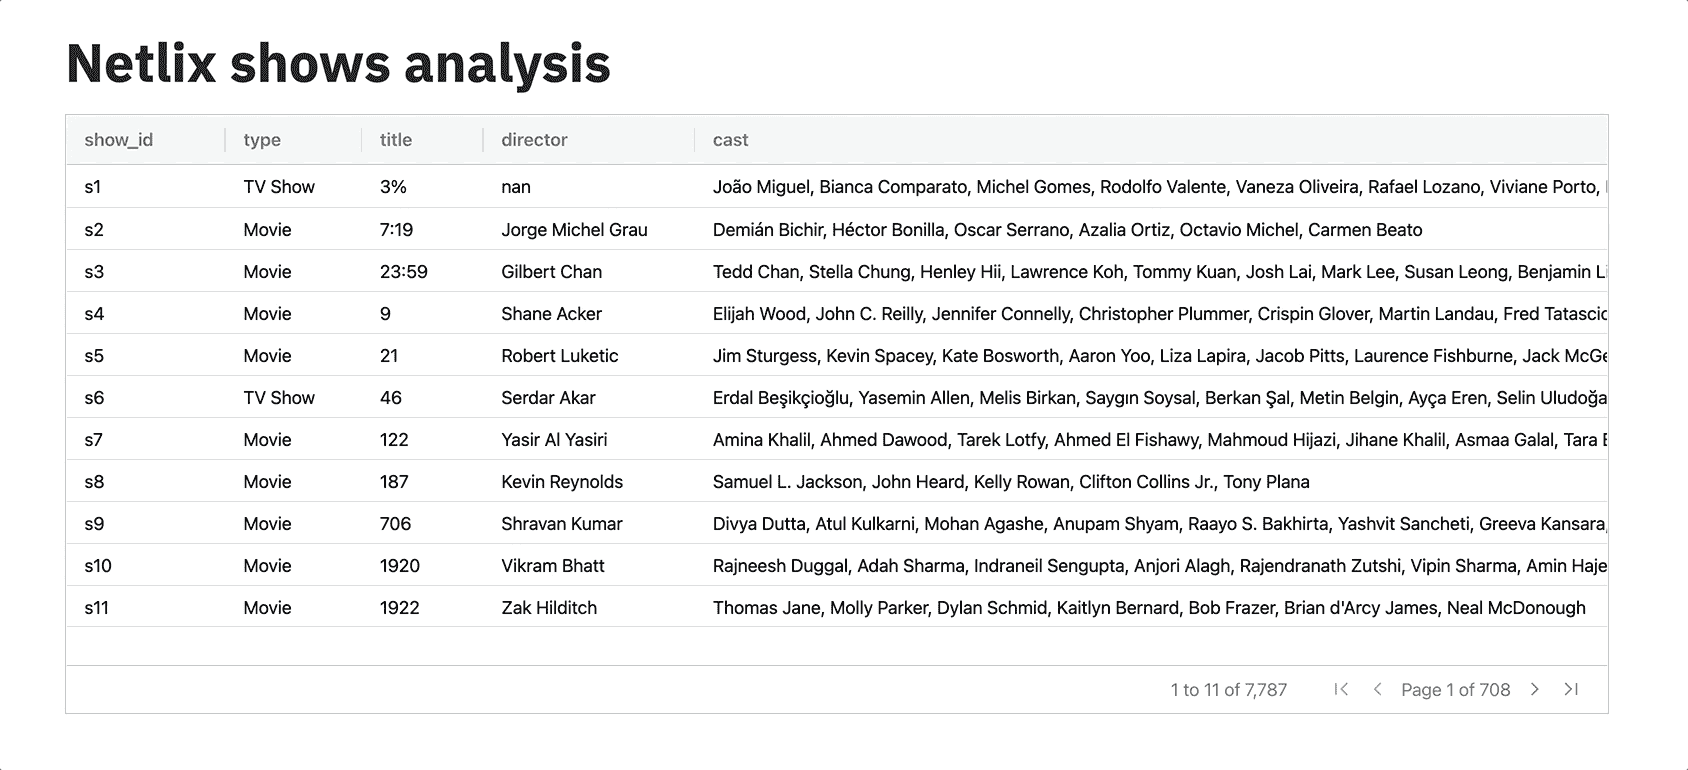 Netlix shows analysis
show_id type title director cast
s1 TV Show 3% nan João Miguel, Bianca Comparato, Michel Gomes, Rodolfo Valente, Vaneza Oliveira, Rafael Lozano, Viviane Porto,
s2 Movie 7:19 Jorge Michel Grau Demián Bichir, Héctor Bonilla, Oscar Serrano, Azalia Ortiz, Octavio Michel, Carmen Beato
s3 Movie 23:59 Gilbert Chan Tedd Chan, Stella Chung, Henley Hii, Lawrence Koh, Tommy Kuan, Josh Lai, Mark Lee, Susan Leong, Benjamin
s4 Movie 9 Shane Acker Elijah Wood, John C. Reilly, Jennifer Connelly, Christopher Plummer, Crispin Glover, Martin Landau, Fred
s5 Movie 21 Robert Luketic Jim Sturgess, Kevin Spacey, Kate Bosworth, Aaron Yoo, Liza Lapira, Jacob Pitts, Laurence Fishburne, Jack
s6 TV Show 46 Serdar Akar Erdal Beşikçioğlu, Yasemin Allen, Melis Birkan, Saygın Soysal, Berkan Şal, Metin Belgin, Ayça Eren, Selin
s7 Movie 122 Yasir Al Yasiri Amina Khalil, Ahmed Dawood, Tarek Lotfy, Ahmed El Fishawy, Mahmoud Hijazi, Jihane Khalil, Asmaa Galal, Tara
s8 Movie 187 Kevin Reynolds Samuel L. Jackson, John Heard, Kelly Rowan, Clifton Collins Jr., Tony Plana
s9 Movie 706 Shravan Kumar Divya Dutta, Atul Kulkarni, Mohan Agashe, Anupam Shyam, Raayo S. Bakhirta, Yashvit Sancheti, Greeva Kansara,
s10 Movie 1920 Vikram Bhatt Rajneesh Duggal, Adah Sharma, Indraneil Sengupta, Anjori Alagh, Rajendranath Zutshi, Vipin Sharma, Amin
s11 Movie 1922 Zak Hilditch Thomas Jane, Molly Parker, Dylan Schmid, Kaitlyn Bernard, Bob Frazer, Brian d'Arcy James, Neal McDonough
1 to 11 of 7,787 Page 1 of 708